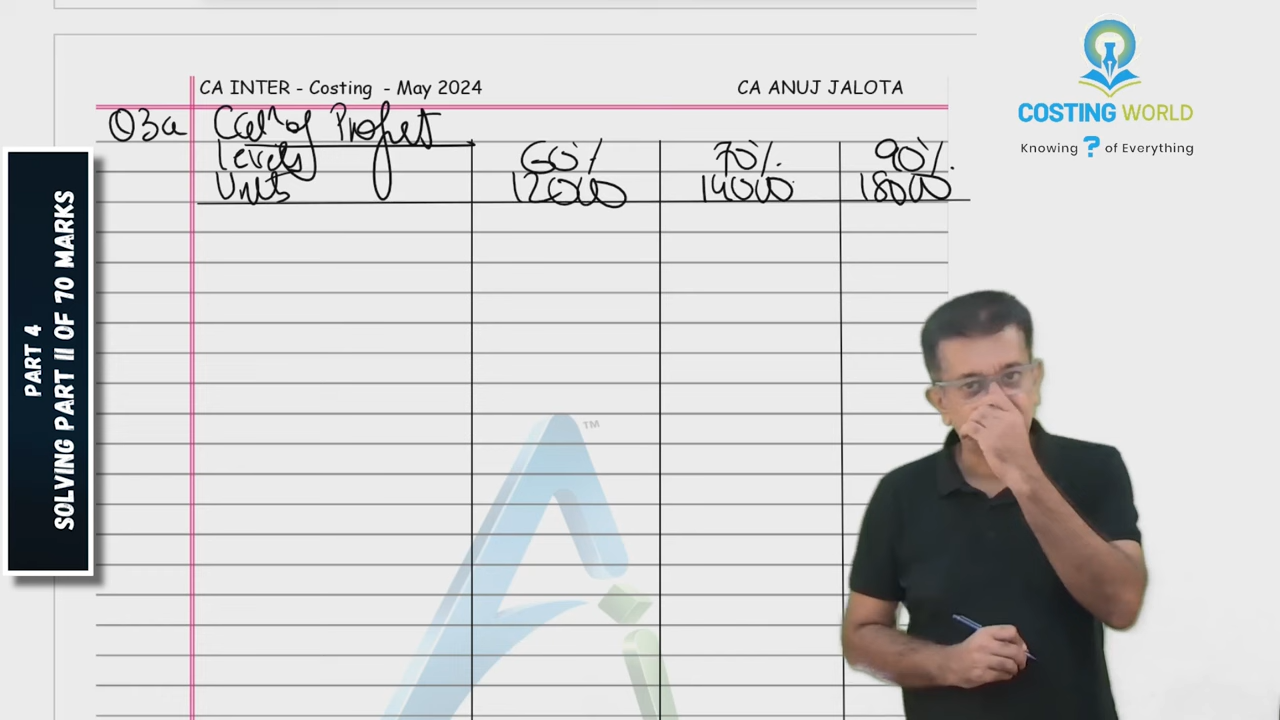 CA INTER - Costing - May 2024
CA ANUJ JALOTA
COSTING WORLD
Knowing ? of Everything
PART 4
SOLVING PART II OF 70 MARKS
Q3a Caln of Profit
Levels 60% 70% 90%
Units 12000 14000 18000
TM